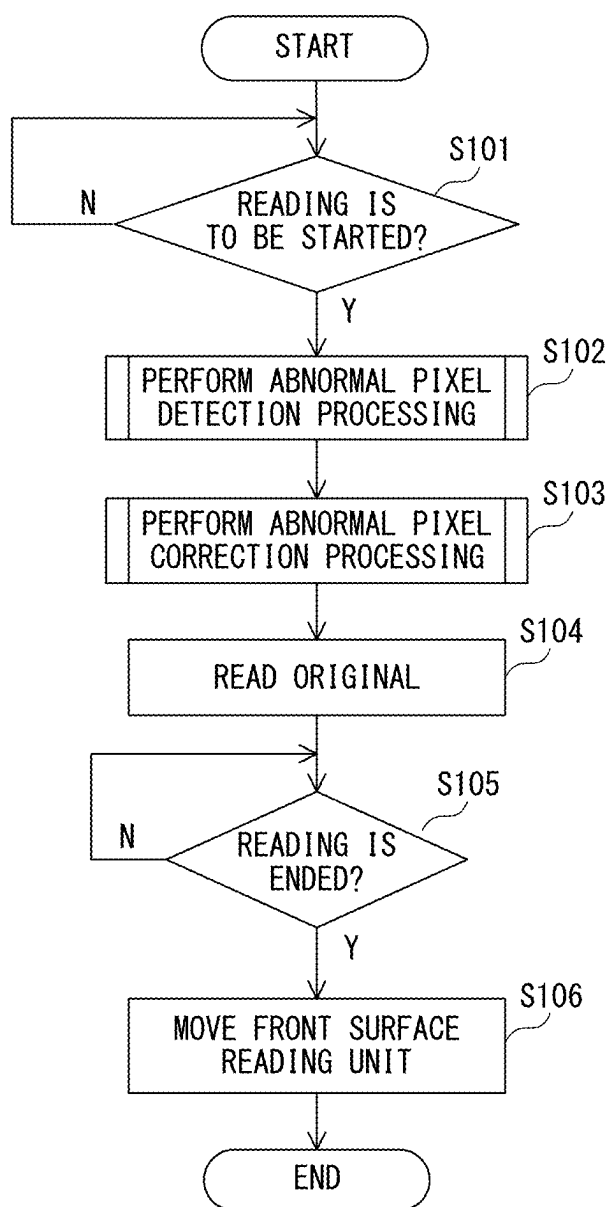 START
S101
N
READING IS
TO BE STARTED?
Y
S102
PERFORM ABNORMAL PIXEL
DETECTION PROCESSING
S103
PERFORM ABNORMAL PIXEL
CORRECTION PROCESSING
S104
READ ORIGINAL
S105
N
READING IS
ENDED?
Y
S106
MOVE FRONT SURFACE
READING UNIT
END